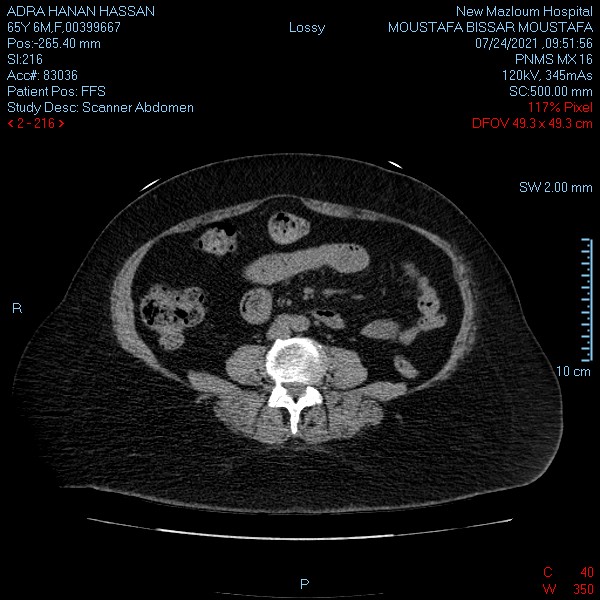 ADRA HANAN HASSAN
65Y 6M,F,00399667
Pos:-265.40 mm
SI:216
Acc#: 83036
Patient Pos: FFS
Study Desc: Scanner Abdomen
< 2 - 216 >
Lossy
New Mazloum Hospital
MOUSTAFA BISSAR MOUSTAFA
07/24/2021 ,09:51:56
PNMS MX 16
120kV, 345mAs
SC:500.00 mm
117% Pixel
DFOV 49.3 x 49.3 cm
SW 2.00 mm
R
10 cm
P
C 40
W 350